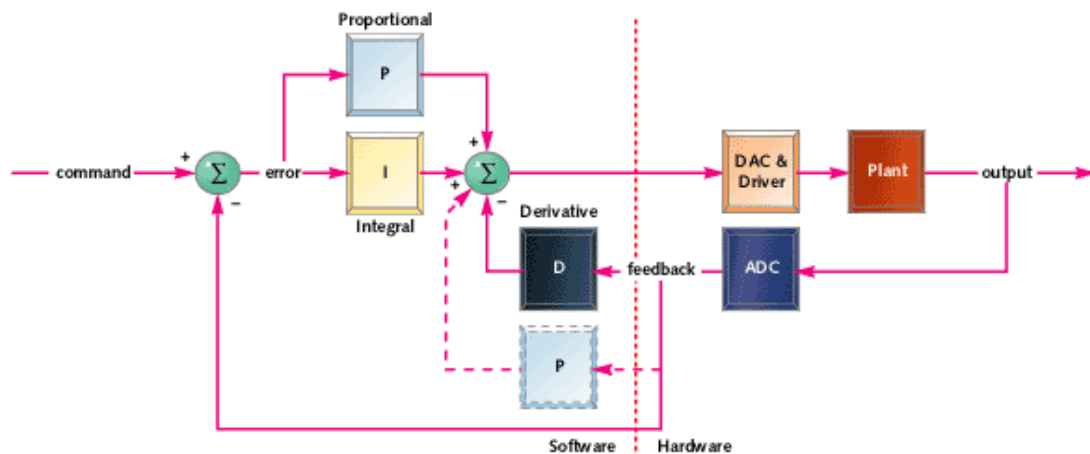 Proportional
P
+
+
DAC &
Driver
Plant
command
Σ
error
I
+
Σ
output
−
−
Integral
Derivative
D
feedback
ADC
P
Software
Hardware